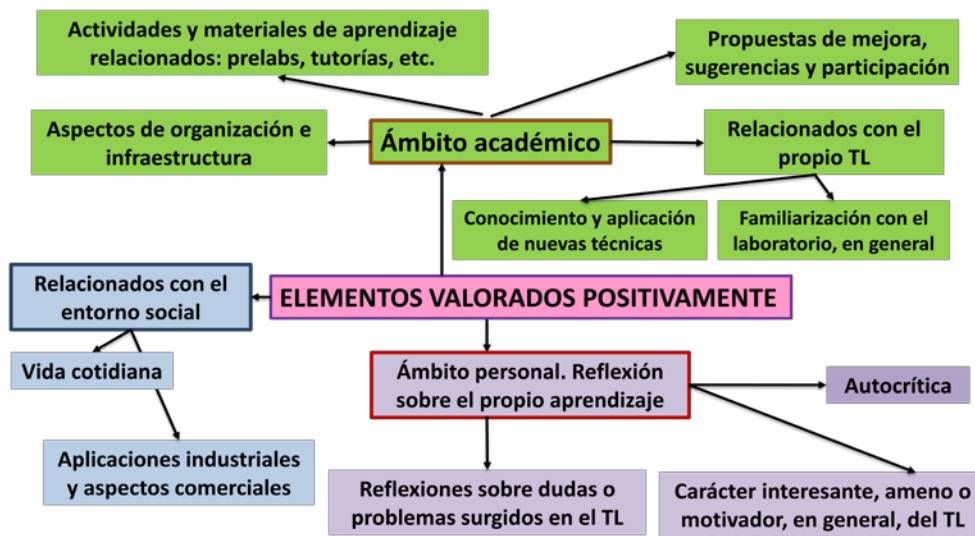 Actividades y materiales de aprendizaje
relacionados: prelabs, tutorías, etc.
Propuestas de mejora,
sugerencias y participación
Aspectos de organización e
infraestructura
Ámbito académico
Relacionados con el
propio TL
Conocimiento y aplicación
de nuevas técnicas
Familiarización con el
laboratorio, en general
Relacionados con el
entorno social
ELEMENTOS VALORADOS POSITIVAMENTE
Vida cotidiana
Ámbito personal. Reflexión
sobre el propio aprendizaje
Autocrítica
Aplicaciones industriales
y aspectos comerciales
Reflexiones sobre dudas o
problemas surgidos en el TL
Carácter interesante, ameno o
motivador, en general, del TL